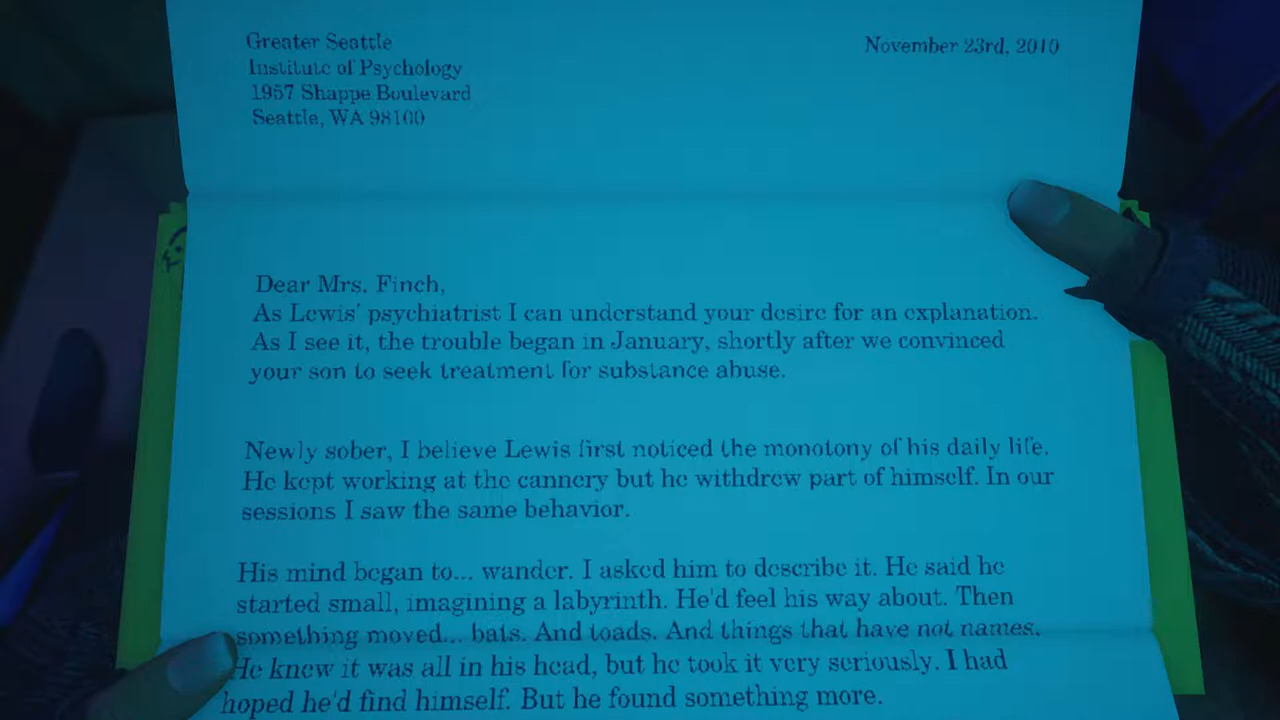 Greater Seattle
November 23rd, 2010
Institute of Psychology
1957 Shappe Boulevard
Seattle, WA 98100
Dear Mrs. Finch,
As Lewis' psychiatrist I can understand your desire for an explanation.
As I see it, the trouble began in January, shortly after we convinced
your son to seek treatment for substance abuse.
Newly sober, I believe Lewis first noticed the monotony of his daily life.
He kept working at the cannery but he withdrew part of himself. In our
sessions I saw the same behavior.
His mind began to... wander. I asked him to describe it. He said he
started small, imagining a labyrinth. He'd feel his way about. Then
something moved... bats. And toads. And things that have not names.
He knew it was all in his head, but he took it very seriously. I had
hoped he'd find himself. But he found something more.